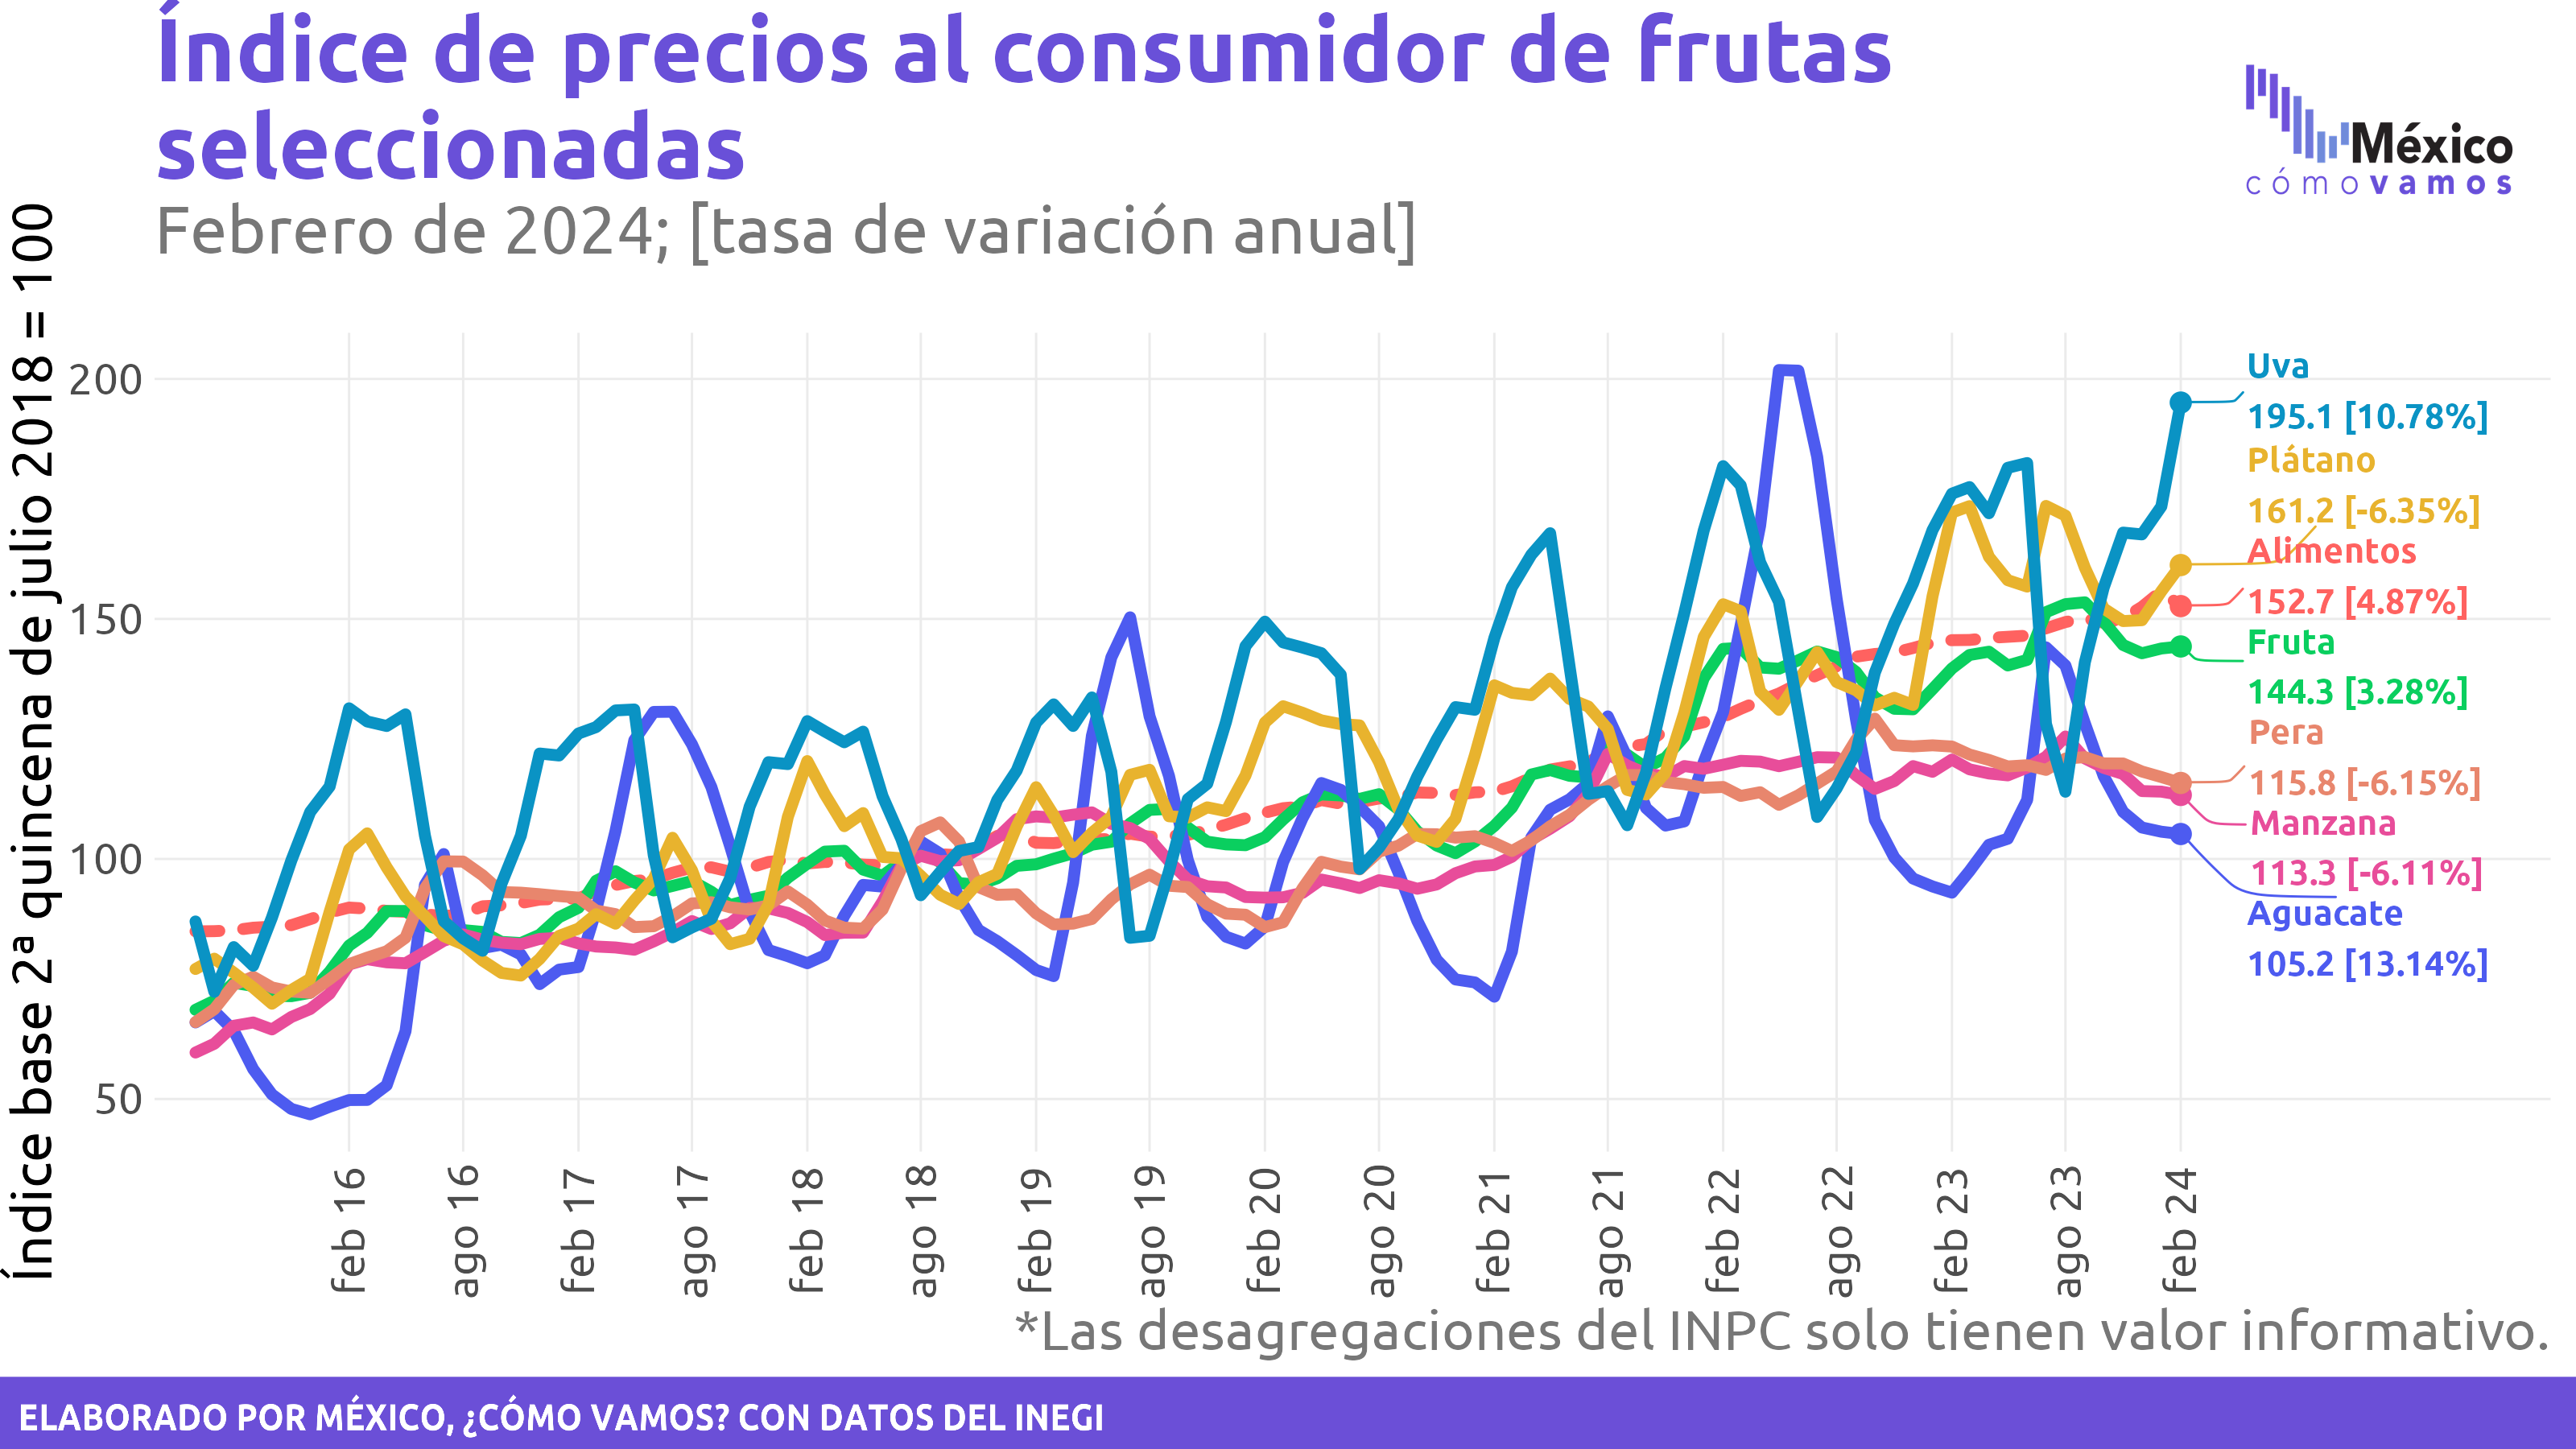 Índice de precios al consumidor de frutas
seleccionadas
Febrero de 2024; [tasa de variación anual]
México
cómo vamos
Índice base 2ª quincena de julio 2018 = 100
200
150
100
50
Uva
195.1 [10.78%]
Plátano
161.2 [-6.35%]
Alimentos
152.7 [4.87%]
Fruta
144.3 [3.28%]
Pera
115.8 [-6.15%]
Manzana
113.3 [-6.11%]
Aguacate
105.2 [13.14%]
feb 16
ago 16
feb 17
ago 17
feb 18
ago 18
feb 19
ago 19
feb 20
ago 20
feb 21
ago 21
feb 22
ago 22
feb 23
ago 23
feb 24
*Las desagregaciones del INPC solo tienen valor informativo.
ELABORADO POR MÉXICO, ¿CÓMO VAMOS? CON DATOS DEL INEGI